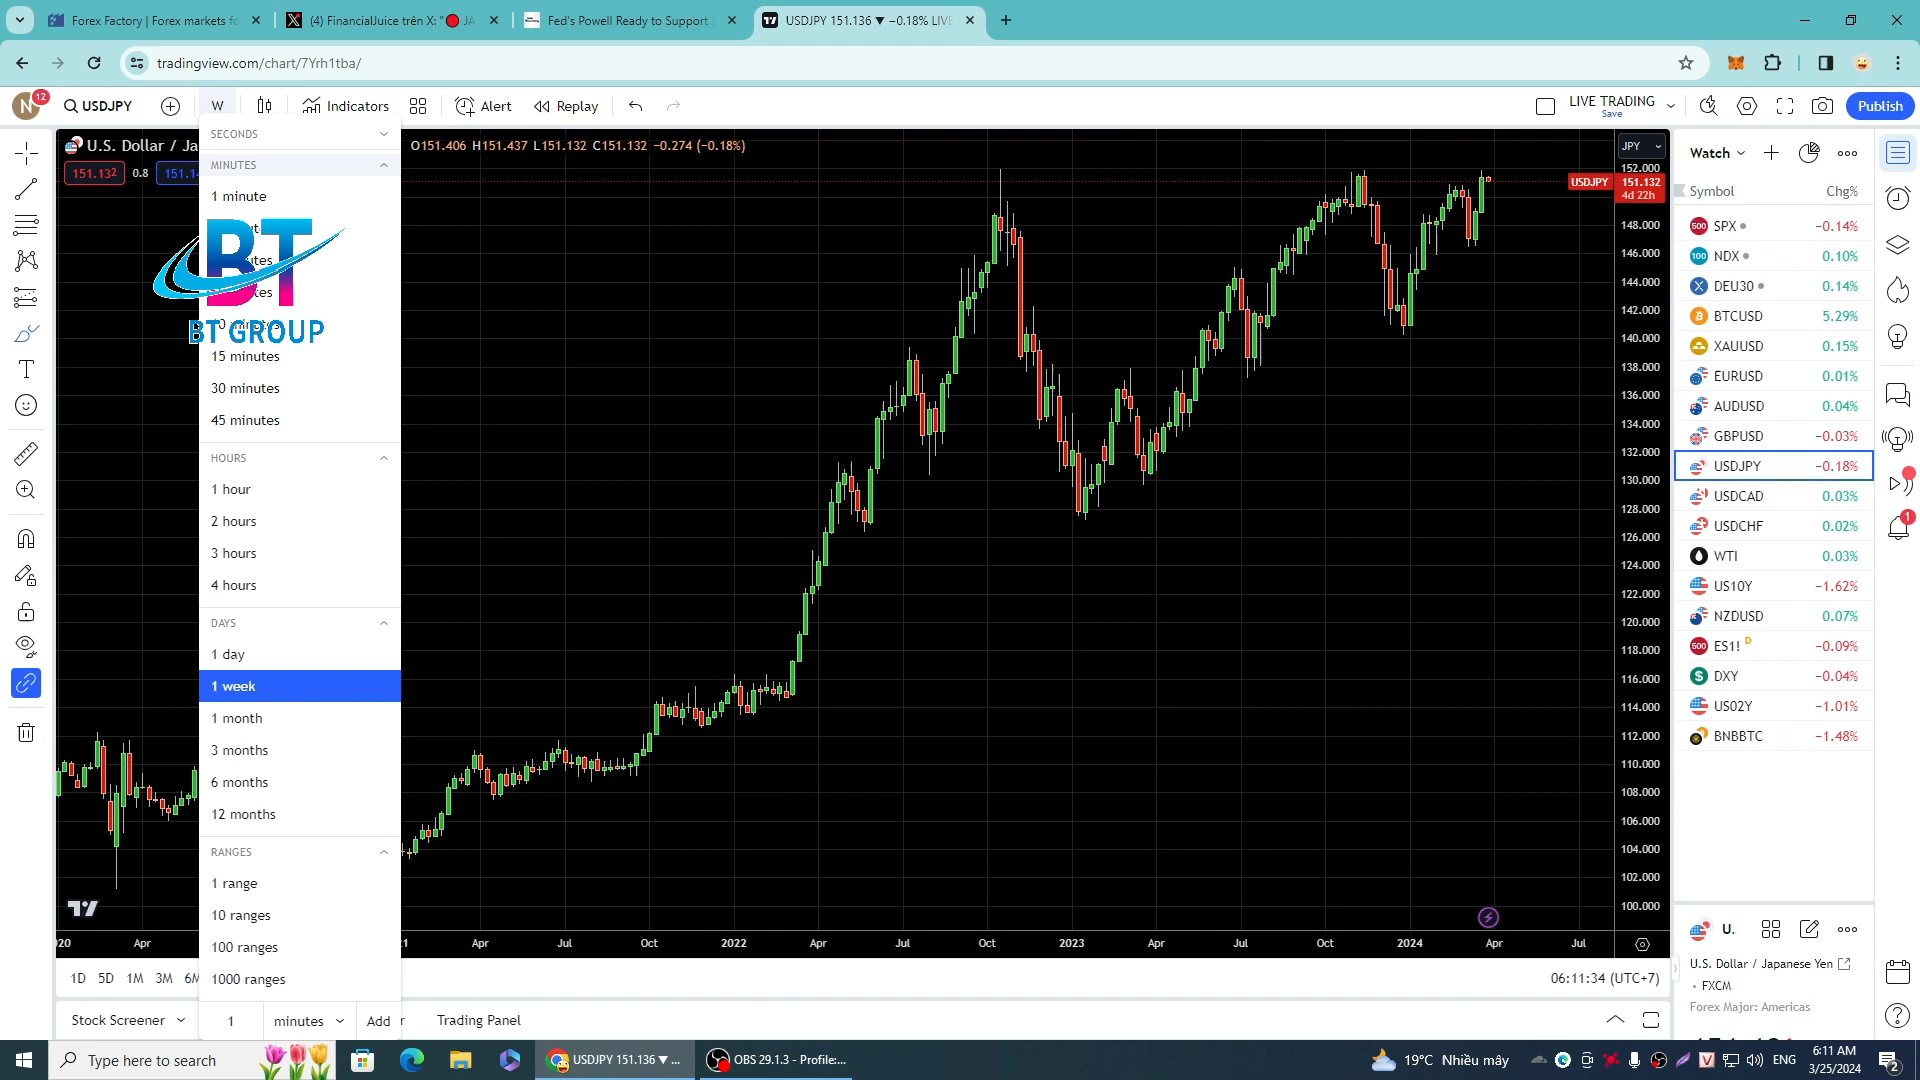 Forex Factory | Forex markets fo
(4) FinancialJuice trên X: "🔴 JA
Fed's Powell Ready to Support J
USDJPY 151.136 ▼ −0.18% LIVE
tradingview.com/chart/7Yrh1tba/
N
12
USDJPY
W
Indicators
Alert
Replay
LIVE TRADING
Save
Publish
U.S. Dollar / Ja
O151.406 H151.437 L151.132 C151.132 −0.274 (−0.18%)
151.132
0.8
151.14
SECONDS
MINUTES
1 minute
15 minutes
30 minutes
45 minutes
HOURS
1 hour
2 hours
3 hours
4 hours
DAYS
1 day
1 week
1 month
3 months
6 months
12 months
RANGES
1 range
10 ranges
100 ranges
1000 ranges
1
minutes
Add
BT
BT GROUP
JPY
152.000
USDJPY
151.132
4d 22h
148.000
146.000
144.000
142.000
140.000
138.000
136.000
134.000
132.000
130.000
128.000
126.000
124.000
122.000
120.000
118.000
116.000
114.000
112.000
110.000
108.000
106.000
104.000
102.000
100.000
Apr
Apr
Jul
Oct
2022
Apr
Jul
Oct
2023
Apr
Jul
Oct
2024
Apr
Jul
1D 5D 1M 3M 6M
06:11:34 (UTC+7)
Stock Screener
Trading Panel
Watch
Symbol
Chg%
SPX −0.14%
NDX 0.10%
DEU30 0.14%
BTCUSD 5.29%
XAUUSD 0.15%
EURUSD 0.01%
AUDUSD 0.04%
GBPUSD −0.03%
USDJPY −0.18%
USDCAD 0.03%
USDCHF 0.02%
WTI 0.03%
US10Y −1.62%
NZDUSD 0.07%
ES1! D −0.09%
DXY −0.04%
US02Y −1.01%
BNBBTC −1.48%
U.
U.S. Dollar / Japanese Yen
• FXCM
Forex Major: Americas
1
Type here to search
USDJPY 151.136 ▼ ...
OBS 29.1.3 - Profile:...
19°C Nhiều mây
ENG
6:11 AM
3/25/2024
2